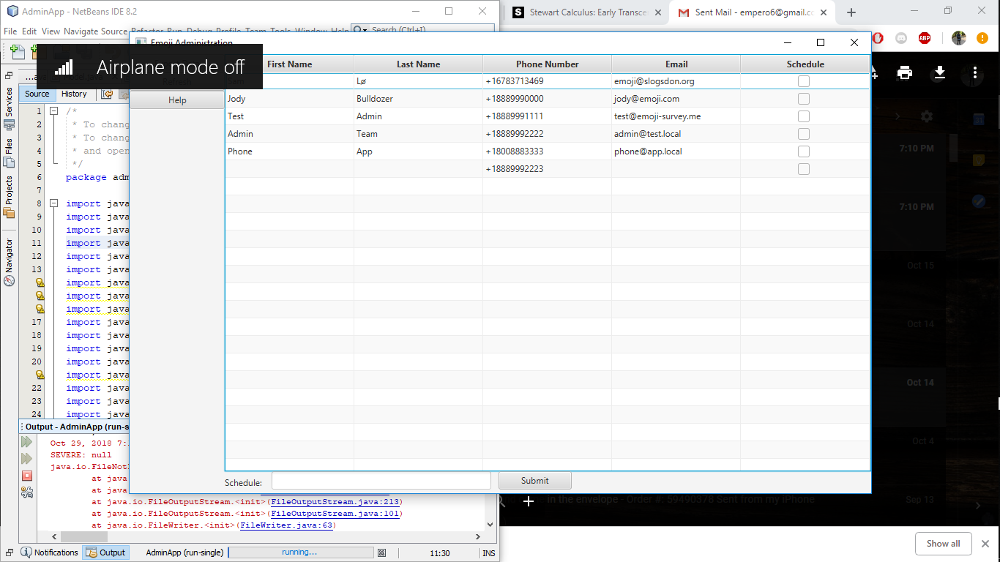 AdminApp - NetBeans IDE 8.2
Stewart Calculus: Early Transce
Sent Mail - empero6@gmail.co
File Edit View Navigate Source Refactor Run Debug Profile Team Tools Window Help
Search (Ctrl+I)
Emoji Administration
ABP
Airplane mode off
First Name Last Name Phone Number Email Schedule
Lø +16783713469 emoji@slogsdon.org
Source History
Help
Jody Bulldozer +18889990000 jody@emoji.com
Test Admin +18889991111 test@emoji-survey.me
Admin Team +18889992222 admin@test.local
Phone App +18008883333 phone@app.local
+18889992223
Services
Files
Projects
Navigator
1 /*
2 * To chang
3 * To chang
4 * and open
5 */
6 package adm
7
8 import java
9 import java
10 import java
11 import java
12 import java
13 import java
import java
import java
import java
17 import java
18 import java
19 import java
20 import java
import java
22 import java
23 import java
24 import java
7:10 PM
7:10 PM
Oct 15
Oct 14
Oct 14
Oct 4
Sep 13
In the envelope - Order #: 59490378 Sent from my iPhone
Schedule:
Submit
Output - AdminApp (run-s
Oct 29, 2018 7:
SEVERE: null
java.io.FileNot
at java
at java
at java.io.FileOutputStream.<init>(FileOutputStream.java:213)
at java.io.FileOutputStream.<init>(FileOutputStream.java:101)
at java.io.FileWriter.<init>(FileWriter.java:63)
Notifications Output AdminApp (run-single) running... 11:30 INS
Show all